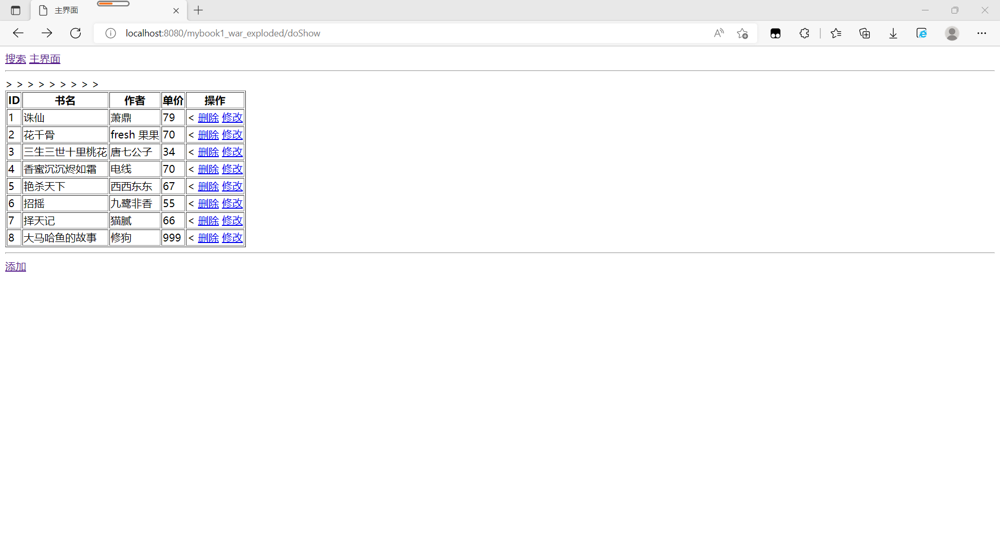 主界面
localhost:8080/mybook1_war_exploded/doShow
搜索 主界面
> > > > > > > > >
ID 书名 作者 单价 操作
1 诛仙 萧鼎 79 < 删除 修改
2 花千骨 fresh 果果 70 < 删除 修改
3 三生三世十里桃花 唐七公子 34 < 删除 修改
4 香蜜沉沉烬如霜 电线 70 < 删除 修改
5 艳杀天下 西西东东 67 < 删除 修改
6 招摇 九鹭非香 55 < 删除 修改
7 择天记 猫腻 66 < 删除 修改
8 大马哈鱼的故事 修狗 999 < 删除 修改
添加